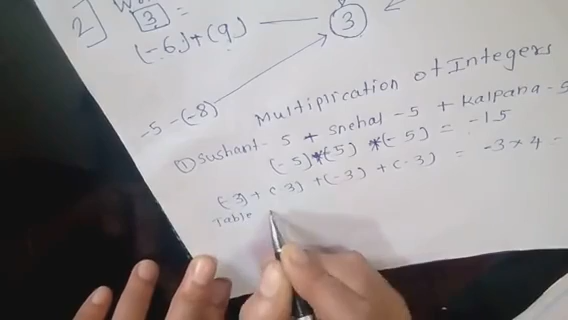 2]
3 =
(-6)+(9) 3
-5 -(-8)
Multiplication of Integers
① Sushant - 5 + Snehal -5 + Kalpana - 5
(-5)*(5) *(-5) = -15
(-3)+(-3)+(-3)+(-3) = -3×4 =
Table